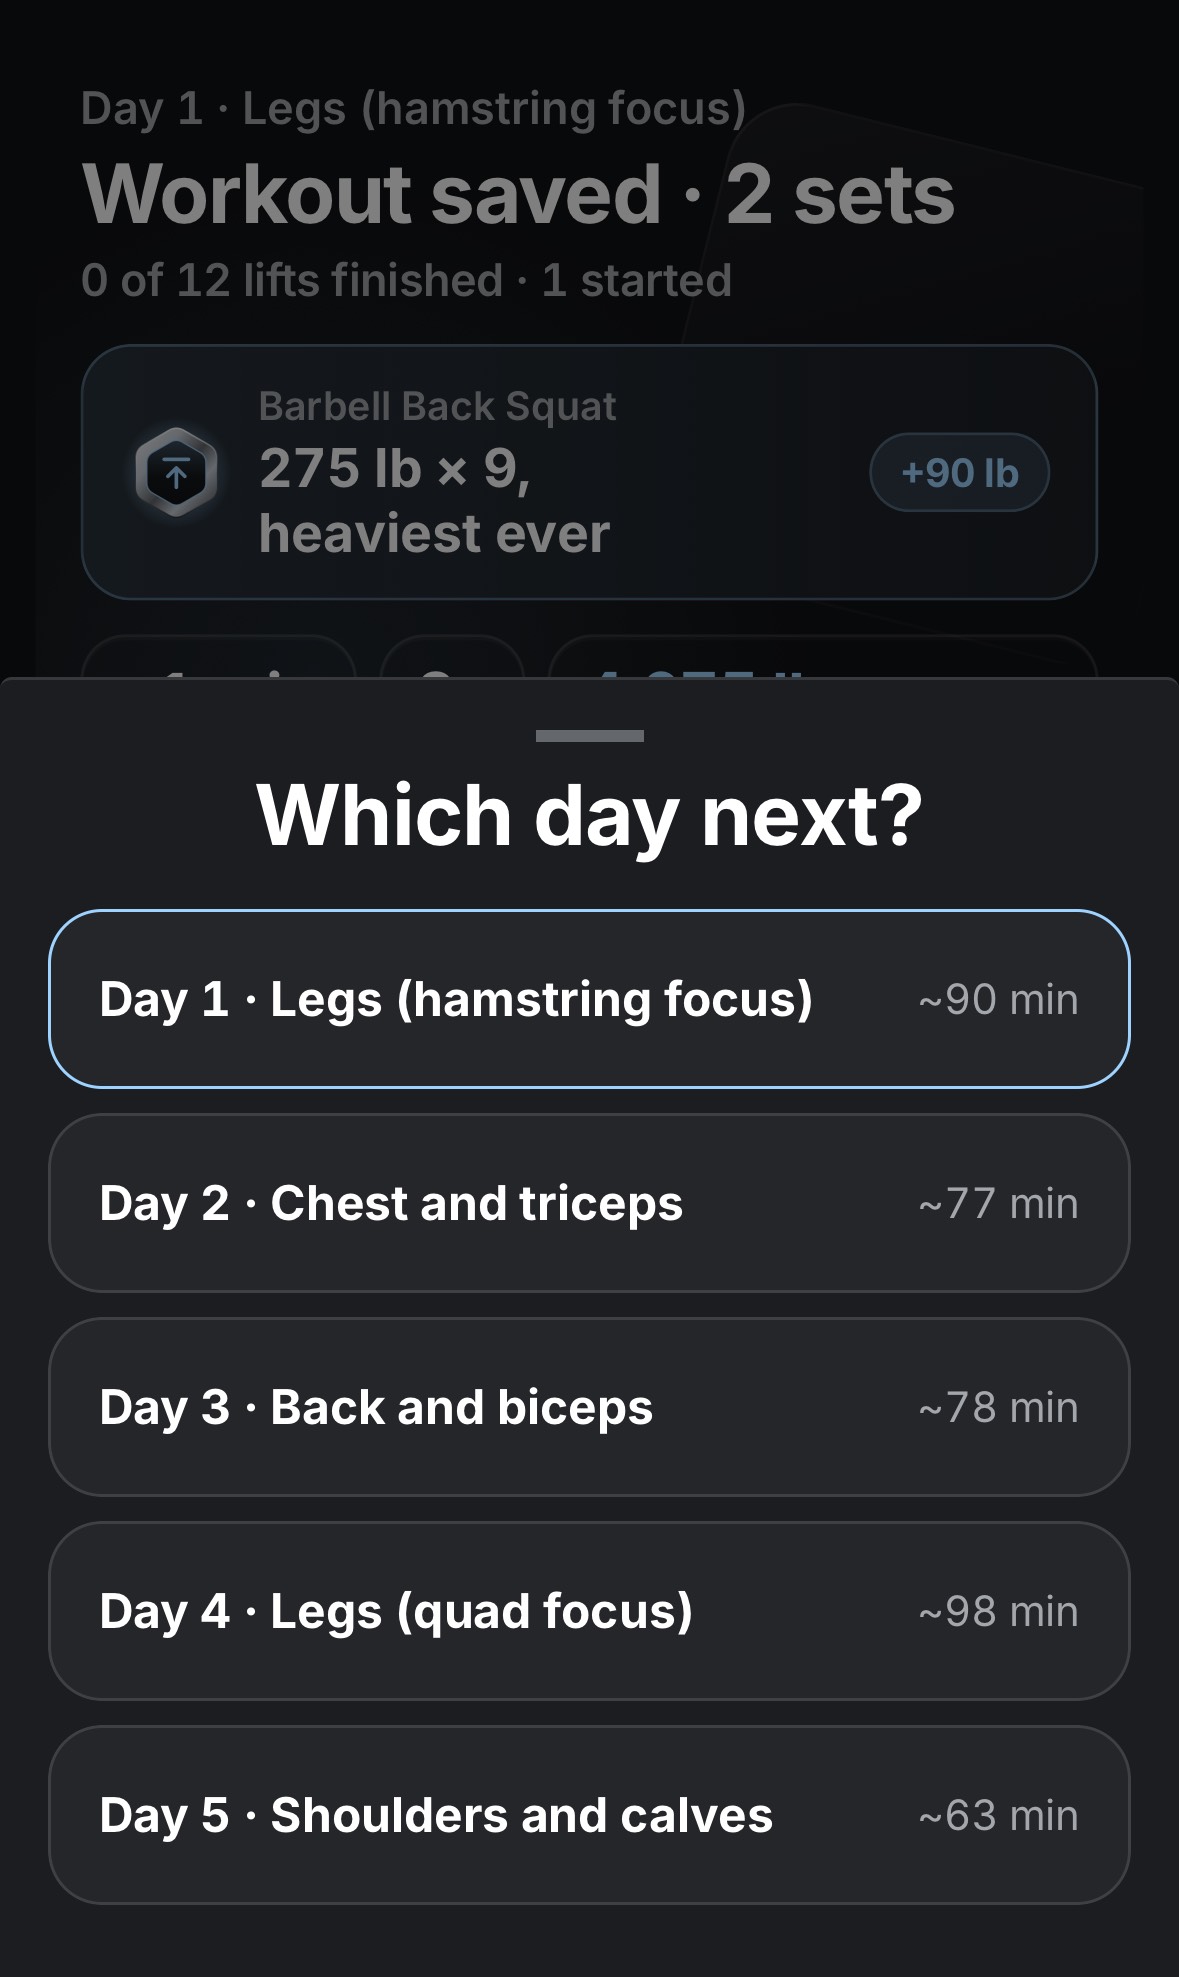 Day 1 · Legs (hamstring focus)
Workout saved · 2 sets
0 of 12 lifts finished · 1 started
Barbell Back Squat
275 lb × 9,
heaviest ever
+90 lb
Which day next?
Day 1 · Legs (hamstring focus) ~90 min
Day 2 · Chest and triceps ~77 min
Day 3 · Back and biceps ~78 min
Day 4 · Legs (quad focus) ~98 min
Day 5 · Shoulders and calves ~63 min